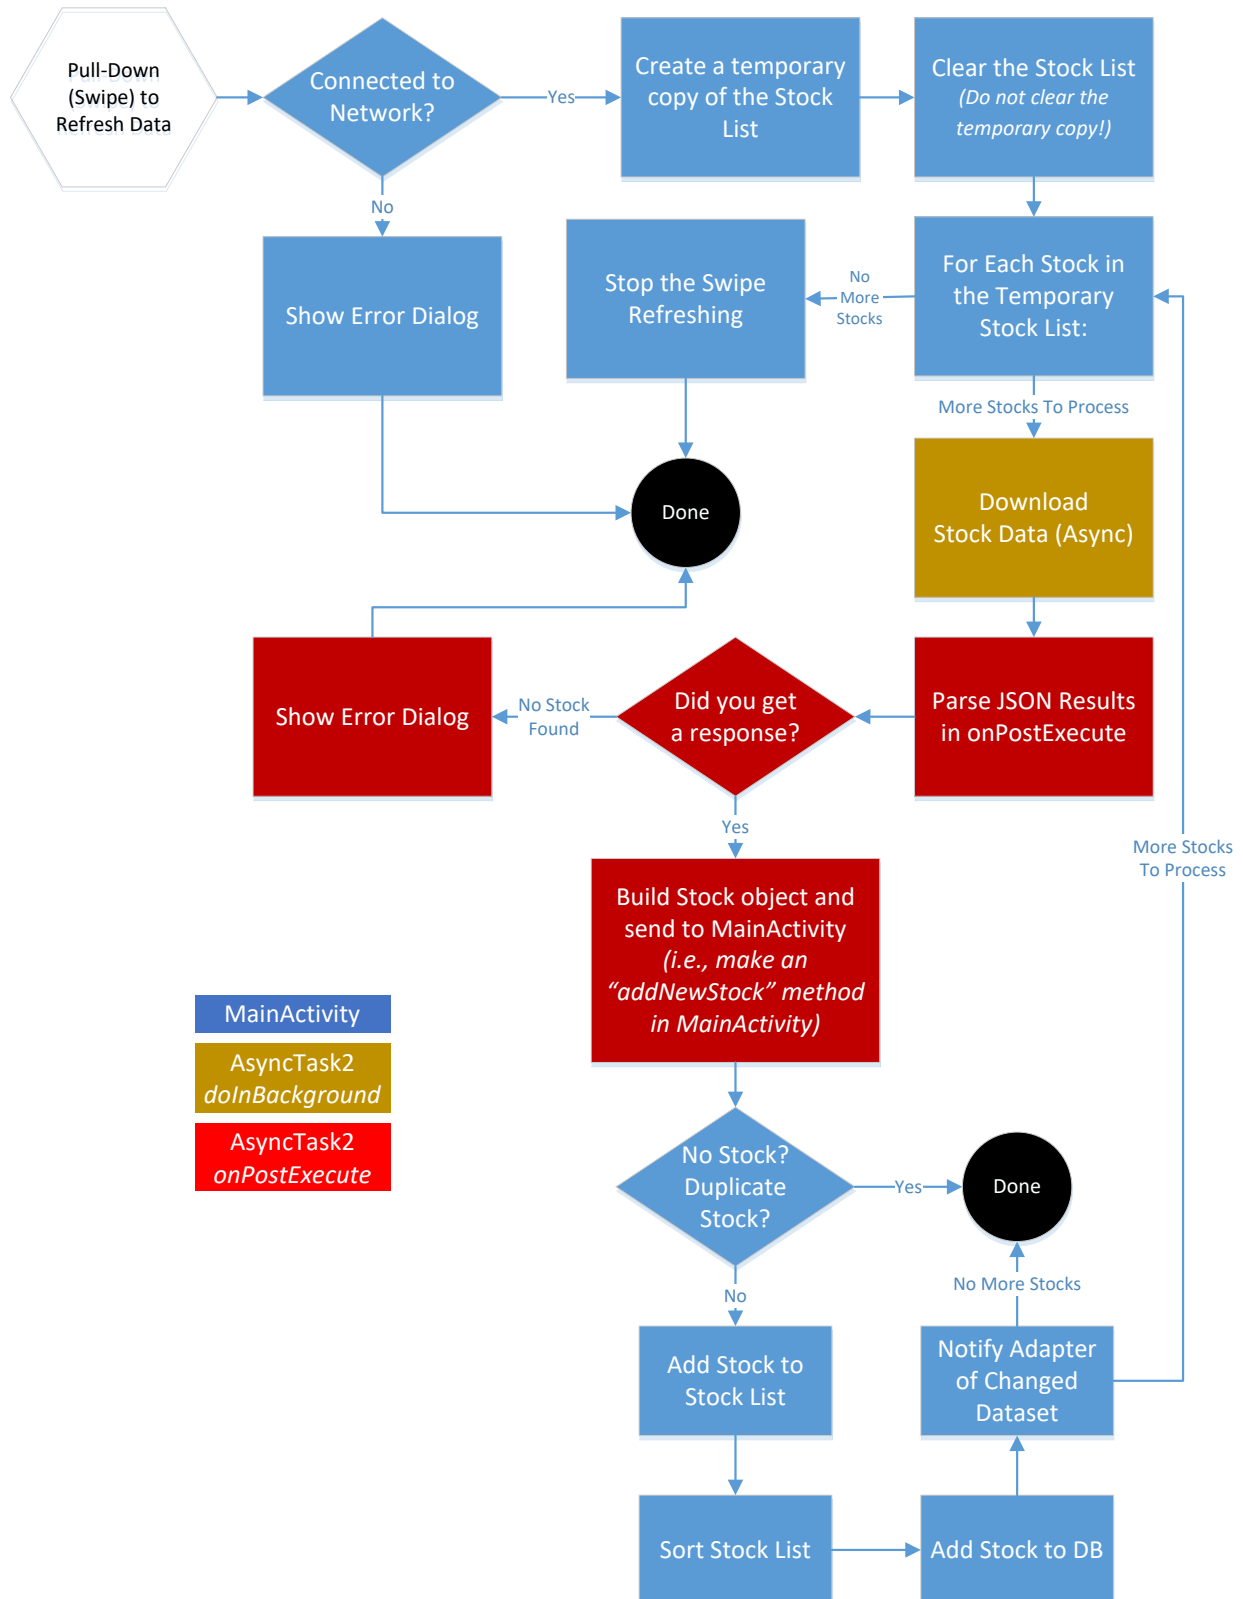 Pull-Down
(Swipe) to
Refresh Data
Connected to
Network?
Yes
Create a temporary
copy of the Stock
List
Clear the Stock List
(Do not clear the
temporary copy!)
No
Show Error Dialog
Stop the Swipe
Refreshing
No
More
Stocks
For Each Stock in
the Temporary
Stock List:
More Stocks To Process
Done
Download
Stock Data (Async)
Show Error Dialog
No Stock
Found
Did you get
a response?
Parse JSON Results
in onPostExecute
Yes
More Stocks
To Process
Build Stock object and
send to MainActivity
(i.e., make an
“addNewStock” method
in MainActivity)
MainActivity
AsyncTask2
doInBackground
AsyncTask2
onPostExecute
No Stock?
Duplicate
Stock?
Yes
Done
No
No More Stocks
Add Stock to
Stock List
Notify Adapter
of Changed
Dataset
Sort Stock List
Add Stock to DB